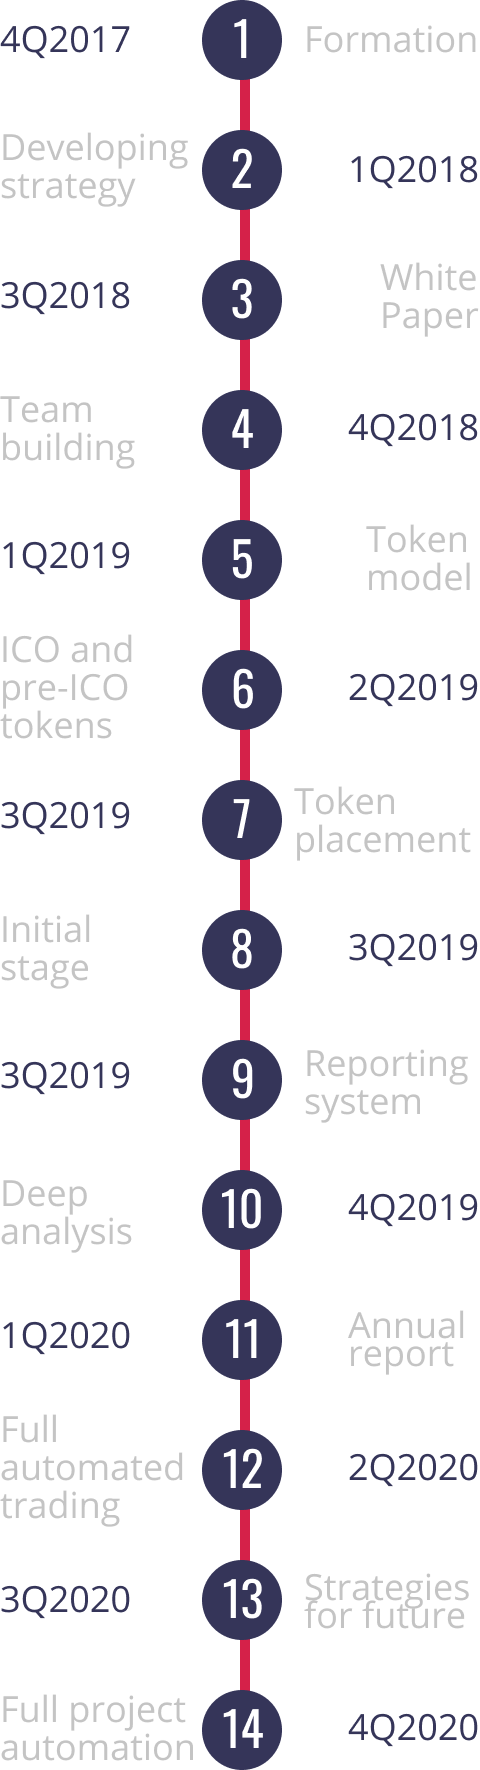 4Q2017
1
Formation
Developing
strategy
2
1Q2018
3Q2018
3
White
Paper
Team
building
4
4Q2018
1Q2019
5
Token
model
ICO and
pre-ICO
tokens
6
2Q2019
3Q2019
7
Token
placement
Initial
stage
8
3Q2019
3Q2019
9
Reporting
system
Deep
analysis
10
4Q2019
1Q2020
11
Annual
report
Full
automated
trading
12
2Q2020
3Q2020
13
Strategies
for future
Full project
automation
14
4Q2020